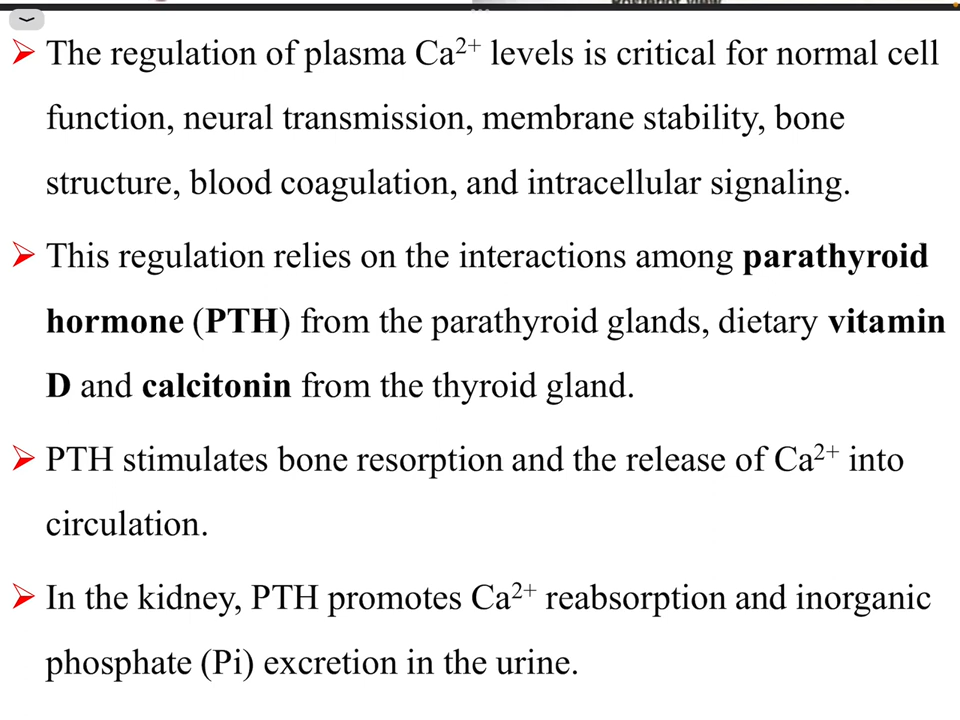 The regulation of plasma Ca²⁺ levels is critical for normal cell
function, neural transmission, membrane stability, bone
structure, blood coagulation, and intracellular signaling.
This regulation relies on the interactions among parathyroid
hormone (PTH) from the parathyroid glands, dietary vitamin
D and calcitonin from the thyroid gland.
PTH stimulates bone resorption and the release of Ca²⁺ into
circulation.
In the kidney, PTH promotes Ca²⁺ reabsorption and inorganic
phosphate (Pi) excretion in the urine.